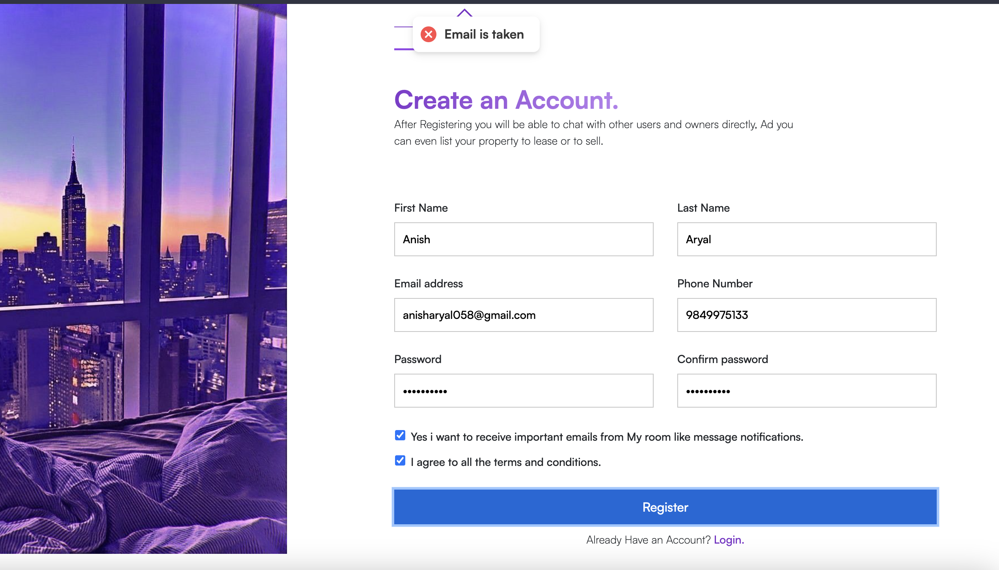 Email is taken
Create an Account.
After Registering you will be able to chat with other users and owners directly, Ad you
can even list your property to lease or to sell.
First Name
Last Name
Anish
Aryal
Email address
Phone Number
anisharyal058@gmail.com
9849975133
Password
Confirm password
••••••••••
••••••••••
Yes i want to receive important emails from My room like message notifications.
I agree to all the terms and conditions.
Register
Already Have an Account? Login.